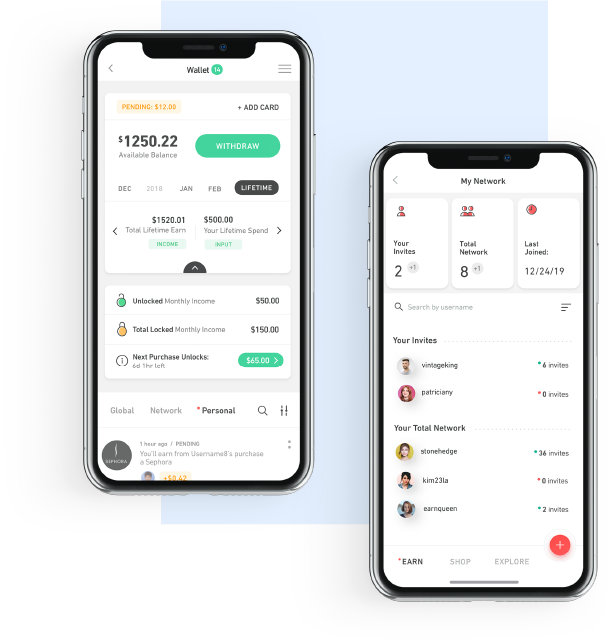 Wallet 14
PENDING: $12.00
+ ADD CARD
$1250.22
Available Balance
WITHDRAW
DEC 2018 JAN FEB LIFETIME
$1520.01
Total Lifetime Earn
INCOME
$500.00
Your Lifetime Spend
INPUT
Unlocked Monthly Income $50.00
Total Locked Monthly Income $150.00
Next Purchase Unlocks:
6d 1hr left
$65.00
Global Network Personal
SEPHORA
1 hour ago / PENDING
You'll earn from Username8's purchase
a Sephora
+$0.42
My Network
Your
Invites
2 +1
Total
Network
8 +1
Last
Joined:
12/24/19
Search by username
Your Invites
vintageking 6 invites
patriciany 0 invites
Your Total Network
stonehedge 36 invites
kim23la 0 invites
earnqueen 2 invites
EARN SHOP EXPLORE